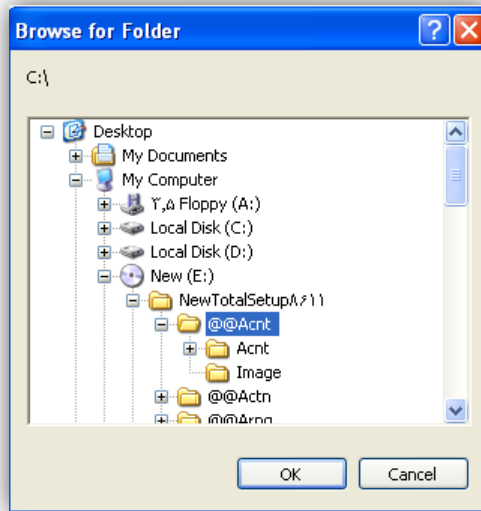 Browse for Folder
C:\
Desktop
My Documents
My Computer
۳,۵ Floppy (A:)
Local Disk (C:)
Local Disk (D:)
New (E:)
NewTotalSetup۸۶۱۱
@@Acnt
Acnt
Image
@@Actn
@@Arpg
OK
Cancel